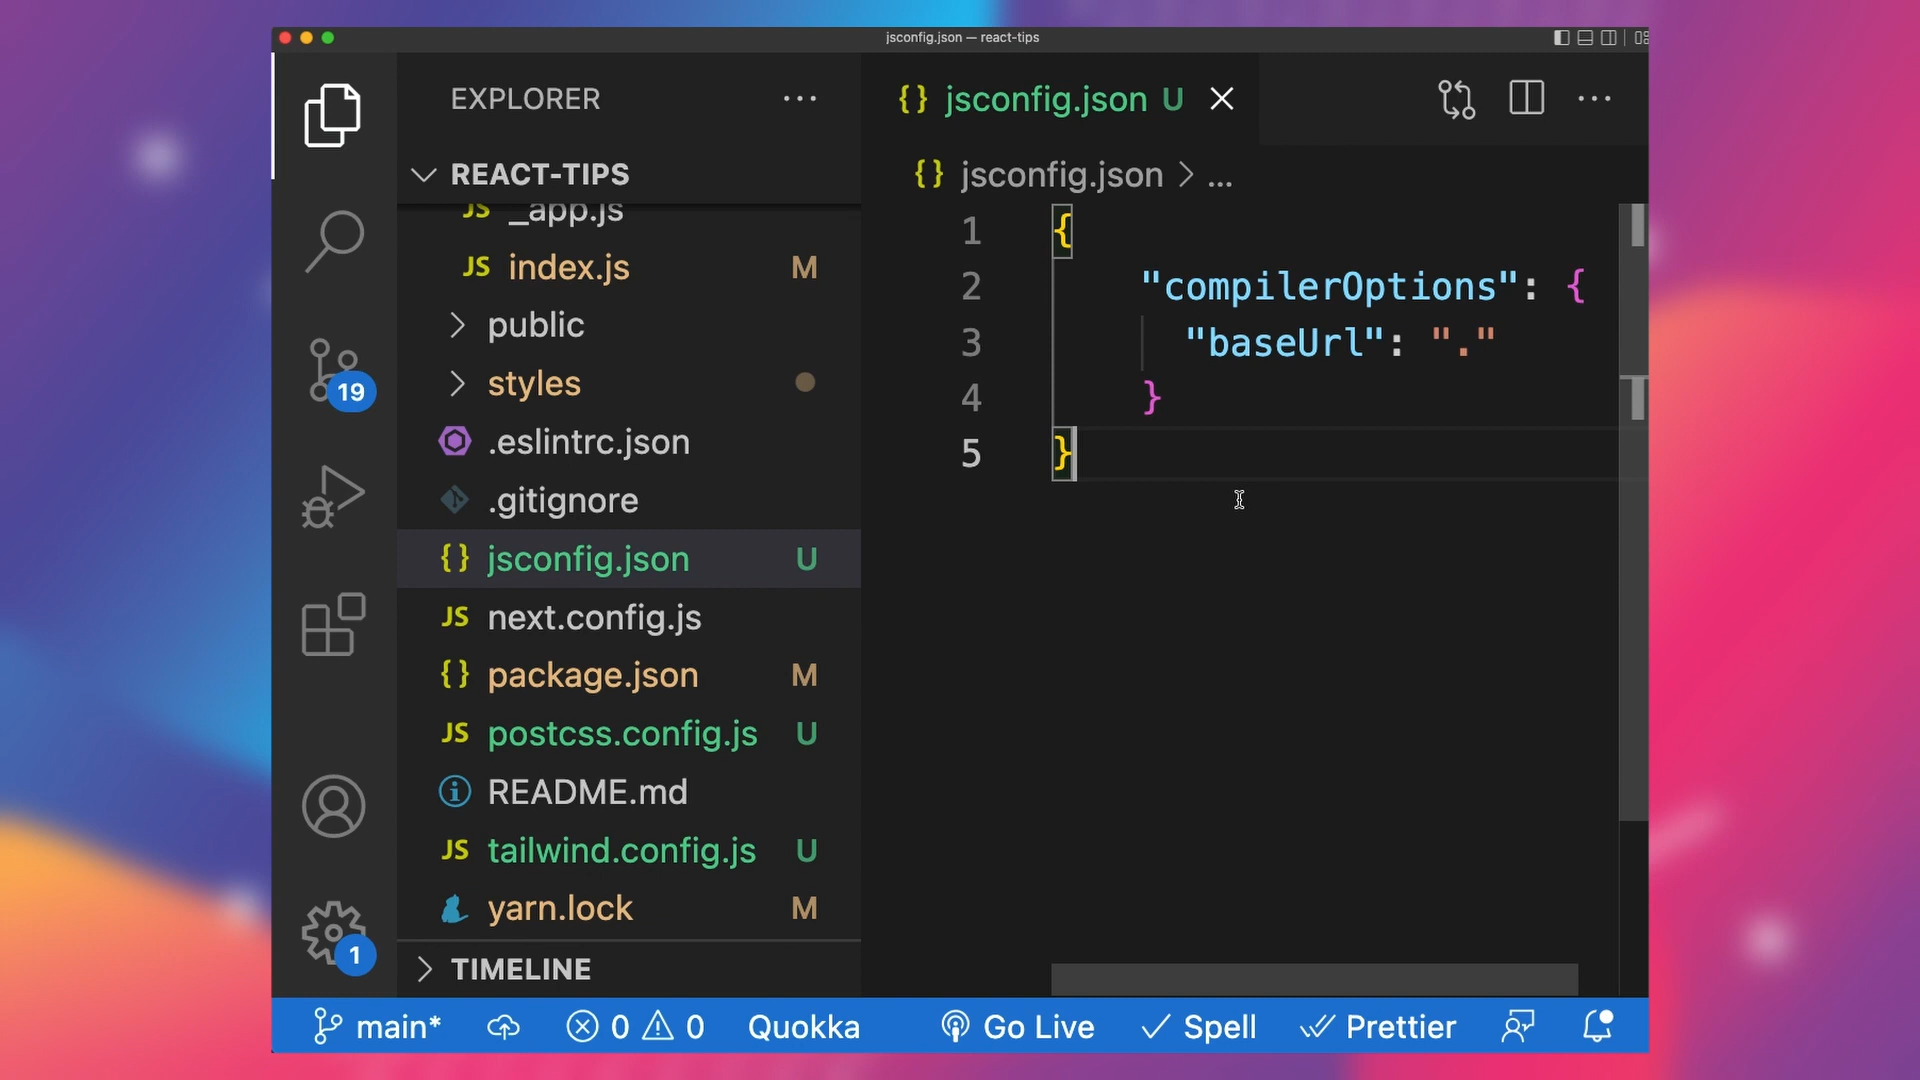 jsconfig.json — react-tips
EXPLORER
REACT-TIPS
JS _app.js
JS index.js M
public
styles
.eslintrc.json
.gitignore
{} jsconfig.json U
JS next.config.js
{} package.json M
JS postcss.config.js U
README.md
JS tailwind.config.js U
yarn.lock M
TIMELINE
19
1
{} jsconfig.json U
{} jsconfig.json > ...
1 {
2 "compilerOptions": {
3 "baseUrl": "."
4 }
5 }
main* 0 0 Quokka Go Live Spell Prettier